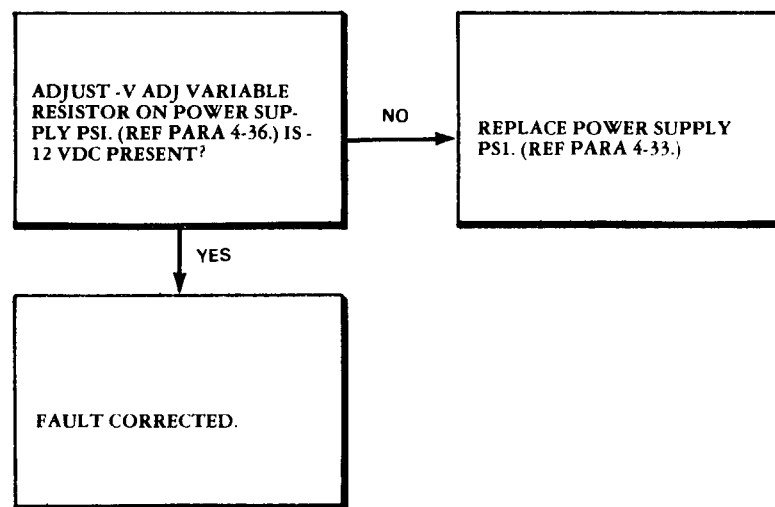 ADJUST -V ADJ VARIABLE
RESISTOR ON POWER SUP-
PLY PSI. (REF PARA 4-36.) IS -
12 VDC PRESENT?
NO
REPLACE POWER SUPPLY
PS1. (REF PARA 4-33.)
YES
FAULT CORRECTED.